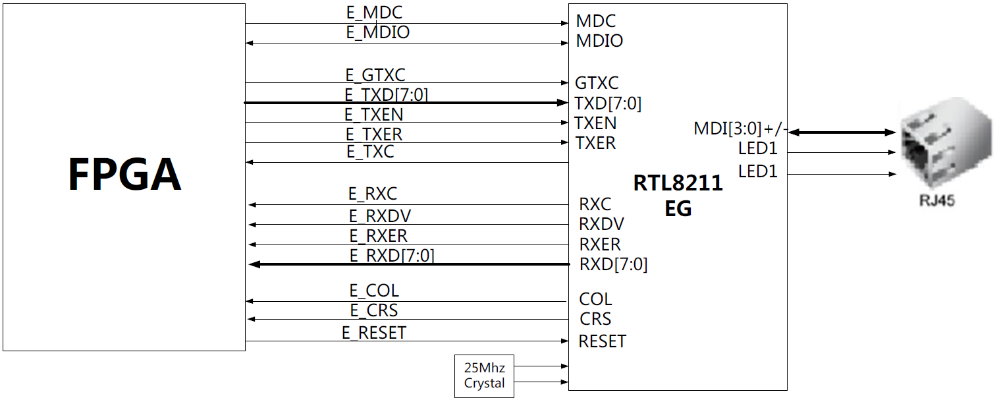 E_MDC
E_MDIO
E_GTXC
E_TXD[7:0]
E_TXEN
E_TXER
E_TXC
E_RXC
E_RXDV
E_RXER
E_RXD[7:0]
E_COL
E_CRS
E_RESET
FPGA
MDC
MDIO
GTXC
TXD[7:0]
TXEN
TXER
RXC
RXDV
RXER
RXD[7:0]
COL
CRS
RESET
MDI[3:0]+/-
LED1
LED1
RTL8211
EG
RJ45
25Mhz
Crystal